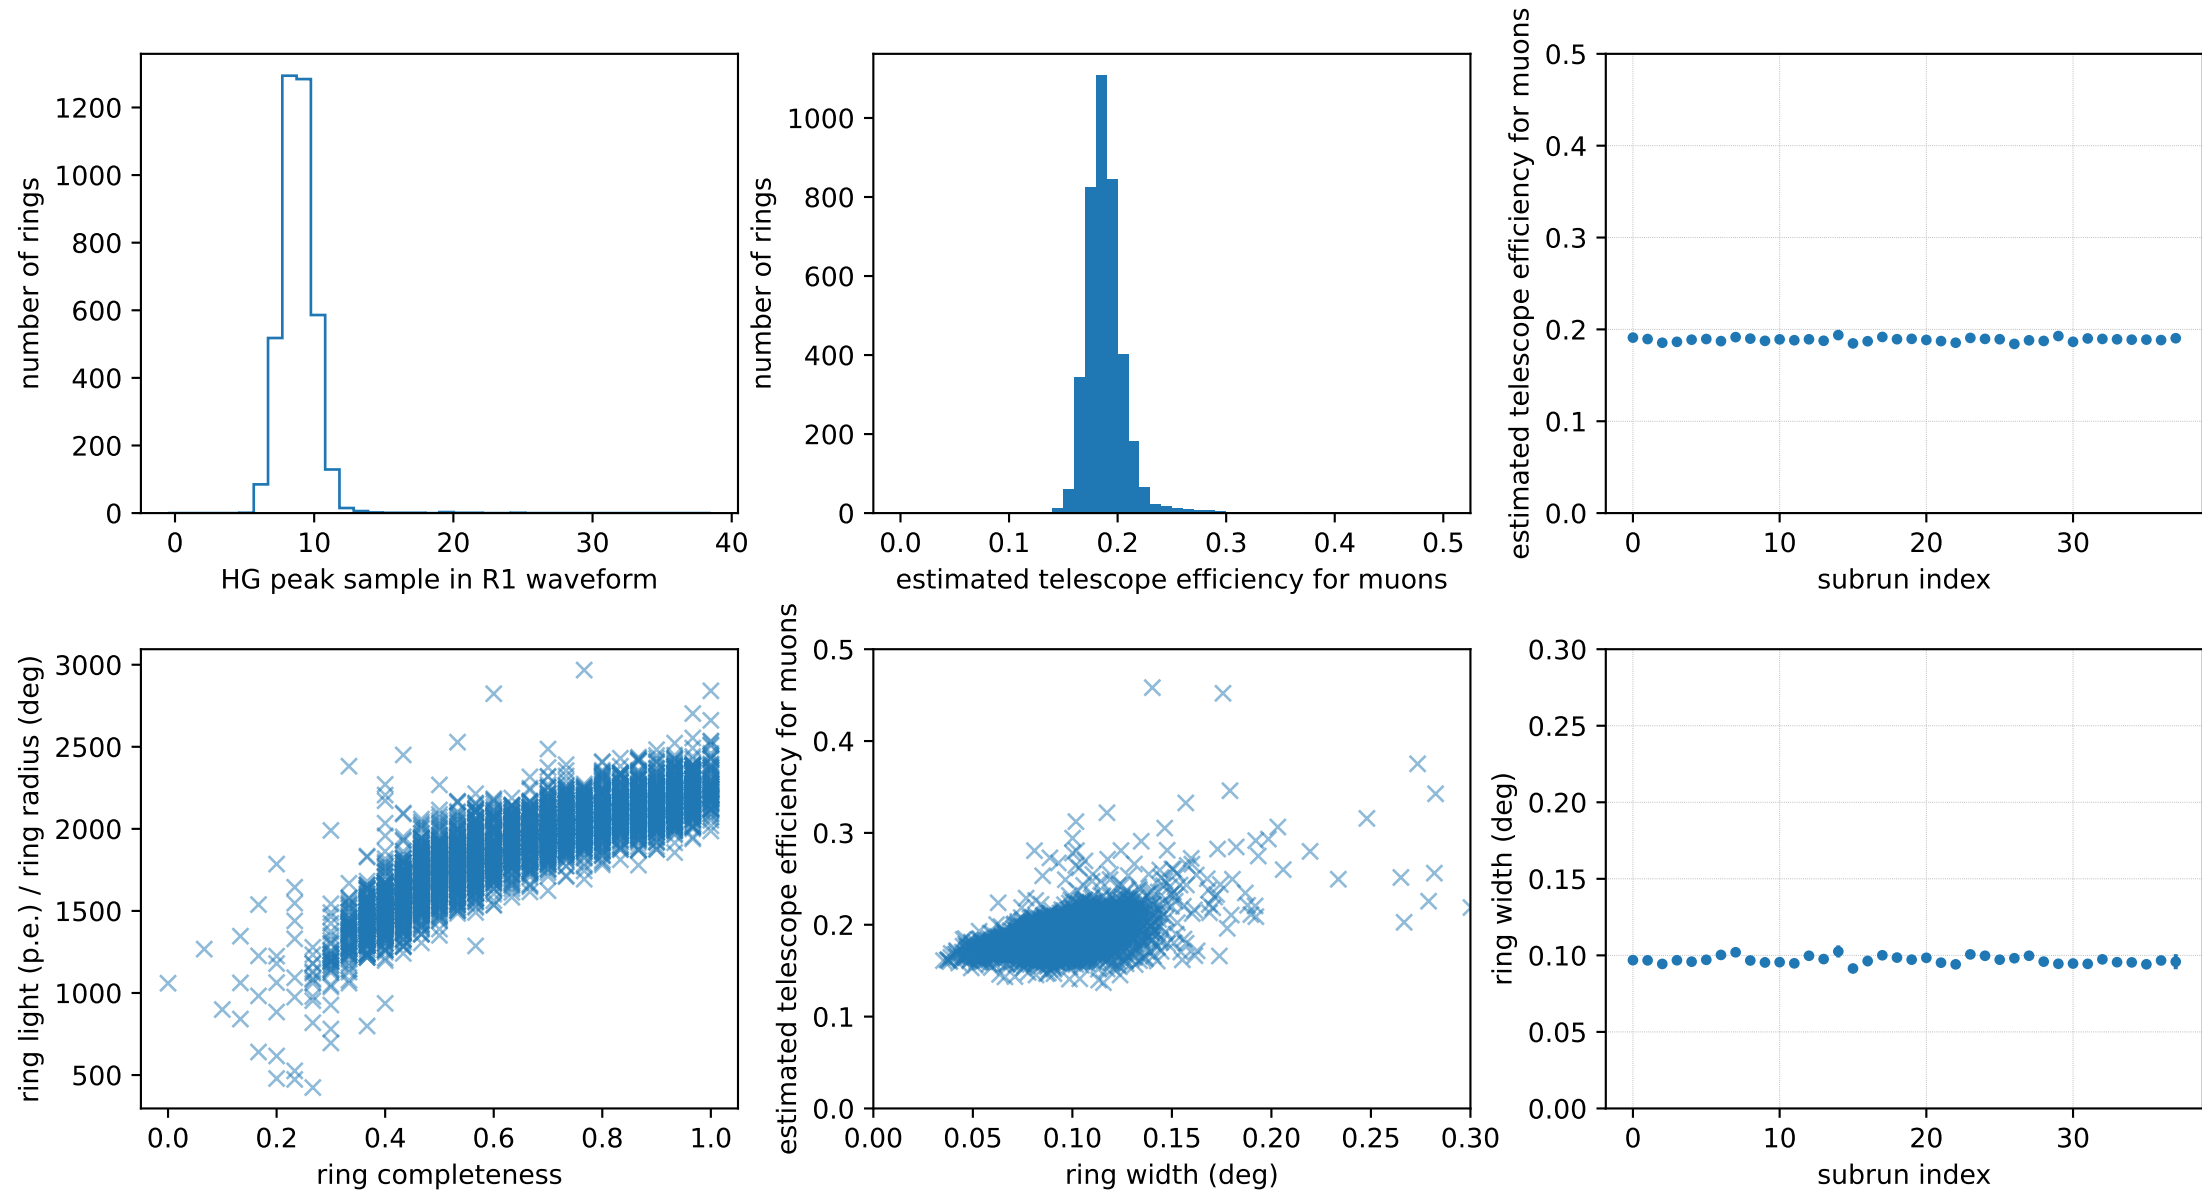 number of rings
1200
1000
800
600
400
200
0
0 10 20 30 40
HG peak sample in R1 waveform
number of rings
1000
800
600
400
200
0
0.0 0.1 0.2 0.3 0.4 0.5
estimated telescope efficiency for muons
estimated telescope efficiency for muons
0.5
0.4
0.3
0.2
0.1
0.0
0 10 20 30
subrun index
ring light (p.e.) / ring radius (deg)
3000
2500
2000
1500
1000
500
0.0 0.2 0.4 0.6 0.8 1.0
ring completeness
estimated telescope efficiency for muons
0.5
0.4
0.3
0.2
0.1
0.0
0.00 0.05 0.10 0.15 0.20 0.25 0.30
ring width (deg)
ring width (deg)
0.30
0.25
0.20
0.15
0.10
0.05
0.00
0 10 20 30
subrun index